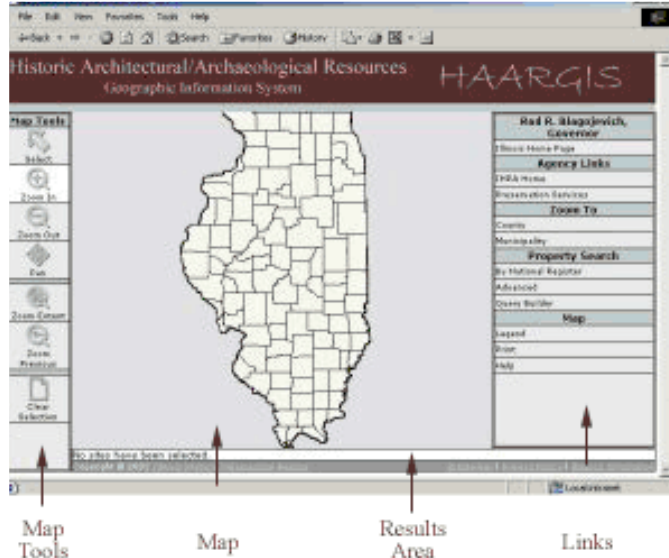 File Edit View Favorites Tools Help
Back Search Favorites History
Historic Architectural/Archaeological Resources
Geographic Information System
HAARGIS
Map Tools
Select
Zoom In
Zoom Out
Pan
Zoom Extent
Zoom Previous
Clear Selection
Rod R. Blagojevich,
Governor
Illinois Home Page
Agency Links
IHPA Home
Preservation Services
Zoom To
County
Municipality
Property Search
By National Register
Advanced
Query Builder
Map
Legend
Print
Help
No sites have been selected.
Local intranet
Map
Tools
Map
Results
Area
Links